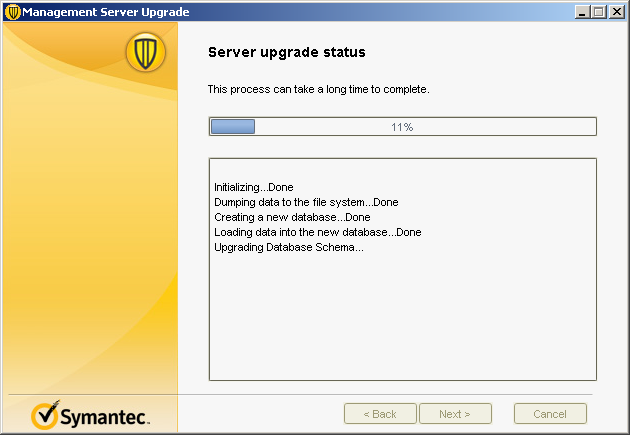 Management Server Upgrade
Server upgrade status
This process can take a long time to complete.
11%
Initializing...Done
Dumping data to the file system...Done
Creating a new database...Done
Loading data into the new database...Done
Upgrading Database Schema...
Symantec.
< Back
Next >
Cancel